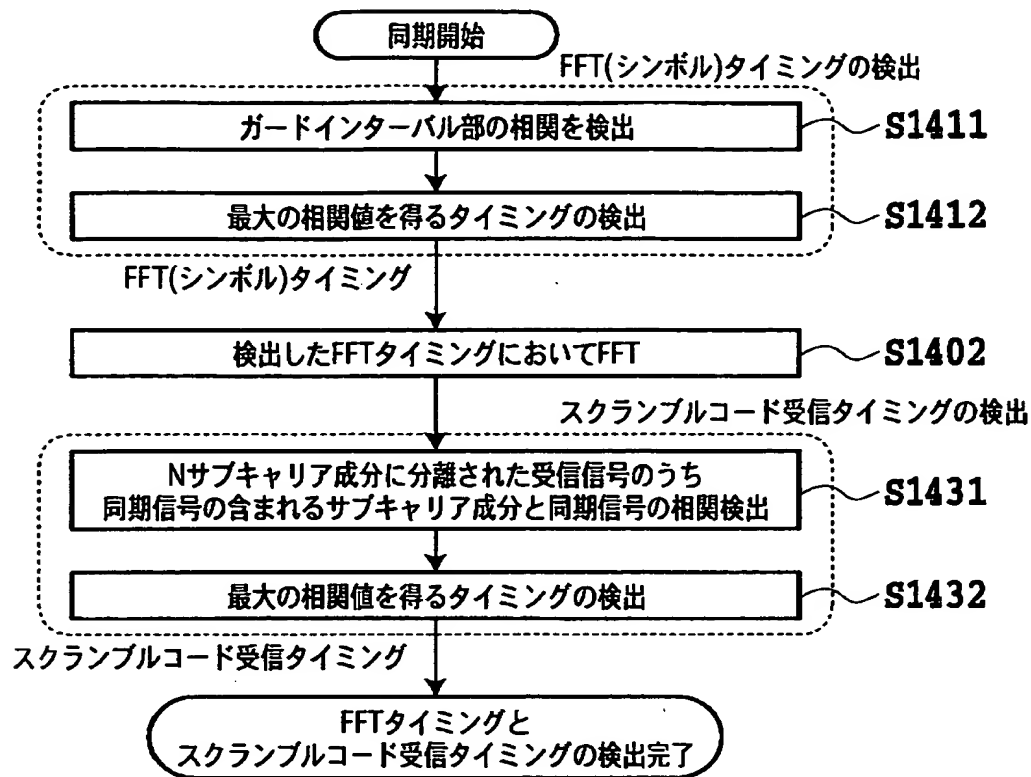 同期開始
FFT(シンボル)タイミングの検出
ガードインターバル部の相関を検出
S1411
最大の相関値を得るタイミングの検出
S1412
FFT(シンボル)タイミング
検出したFFTタイミングにおいてFFT
S1402
スクランブルコード受信タイミングの検出
Nサブキャリア成分に分離された受信信号のうち
同期信号の含まれるサブキャリア成分と同期信号の相関検出
S1431
最大の相関値を得るタイミングの検出
S1432
スクランブルコード受信タイミング
FFTタイミングと
スクランブルコード受信タイミングの検出完了